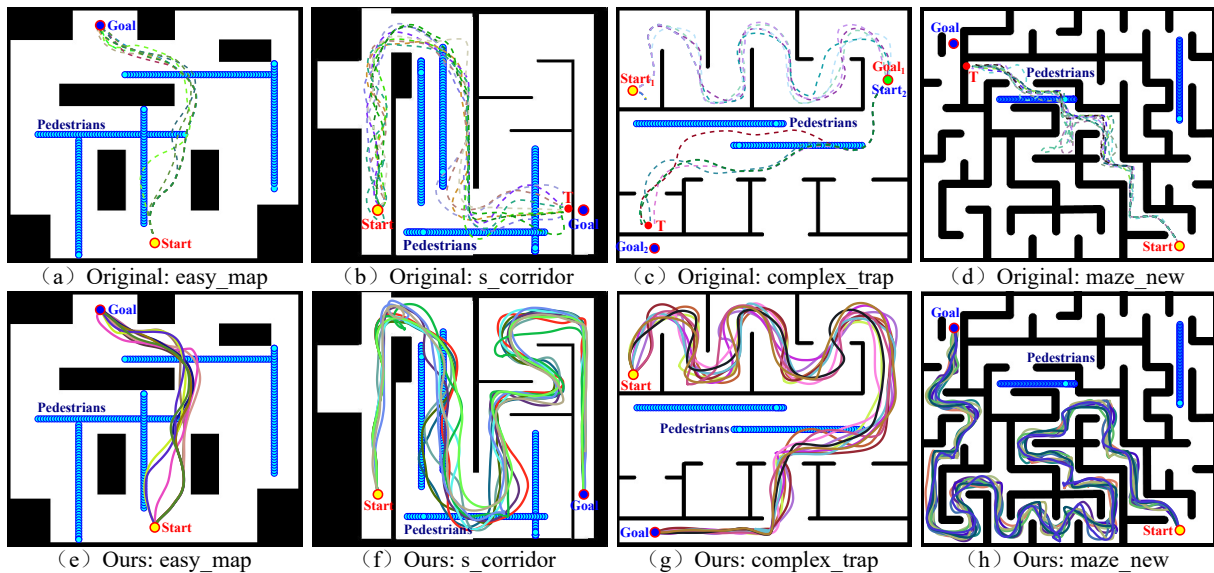 Goal
Pedestrians
Start
（a）Original: easy_map
Pedestrians
Start
T
Goal
（b）Original: s_corridor
Start₁
Goal₁
Start₂
Pedestrians
T
Goal₂
（c）Original: complex_trap
Goal
T
Pedestrians
Start
（d）Original: maze_new
Goal
Pedestrians
Start
（e）Ours: easy_map
Start
Goal
Pedestrians
（f）Ours: s_corridor
Start
Pedestrians
Goal
（g）Ours: complex_trap
Goal
Pedestrians
Start
（h）Ours: maze_new